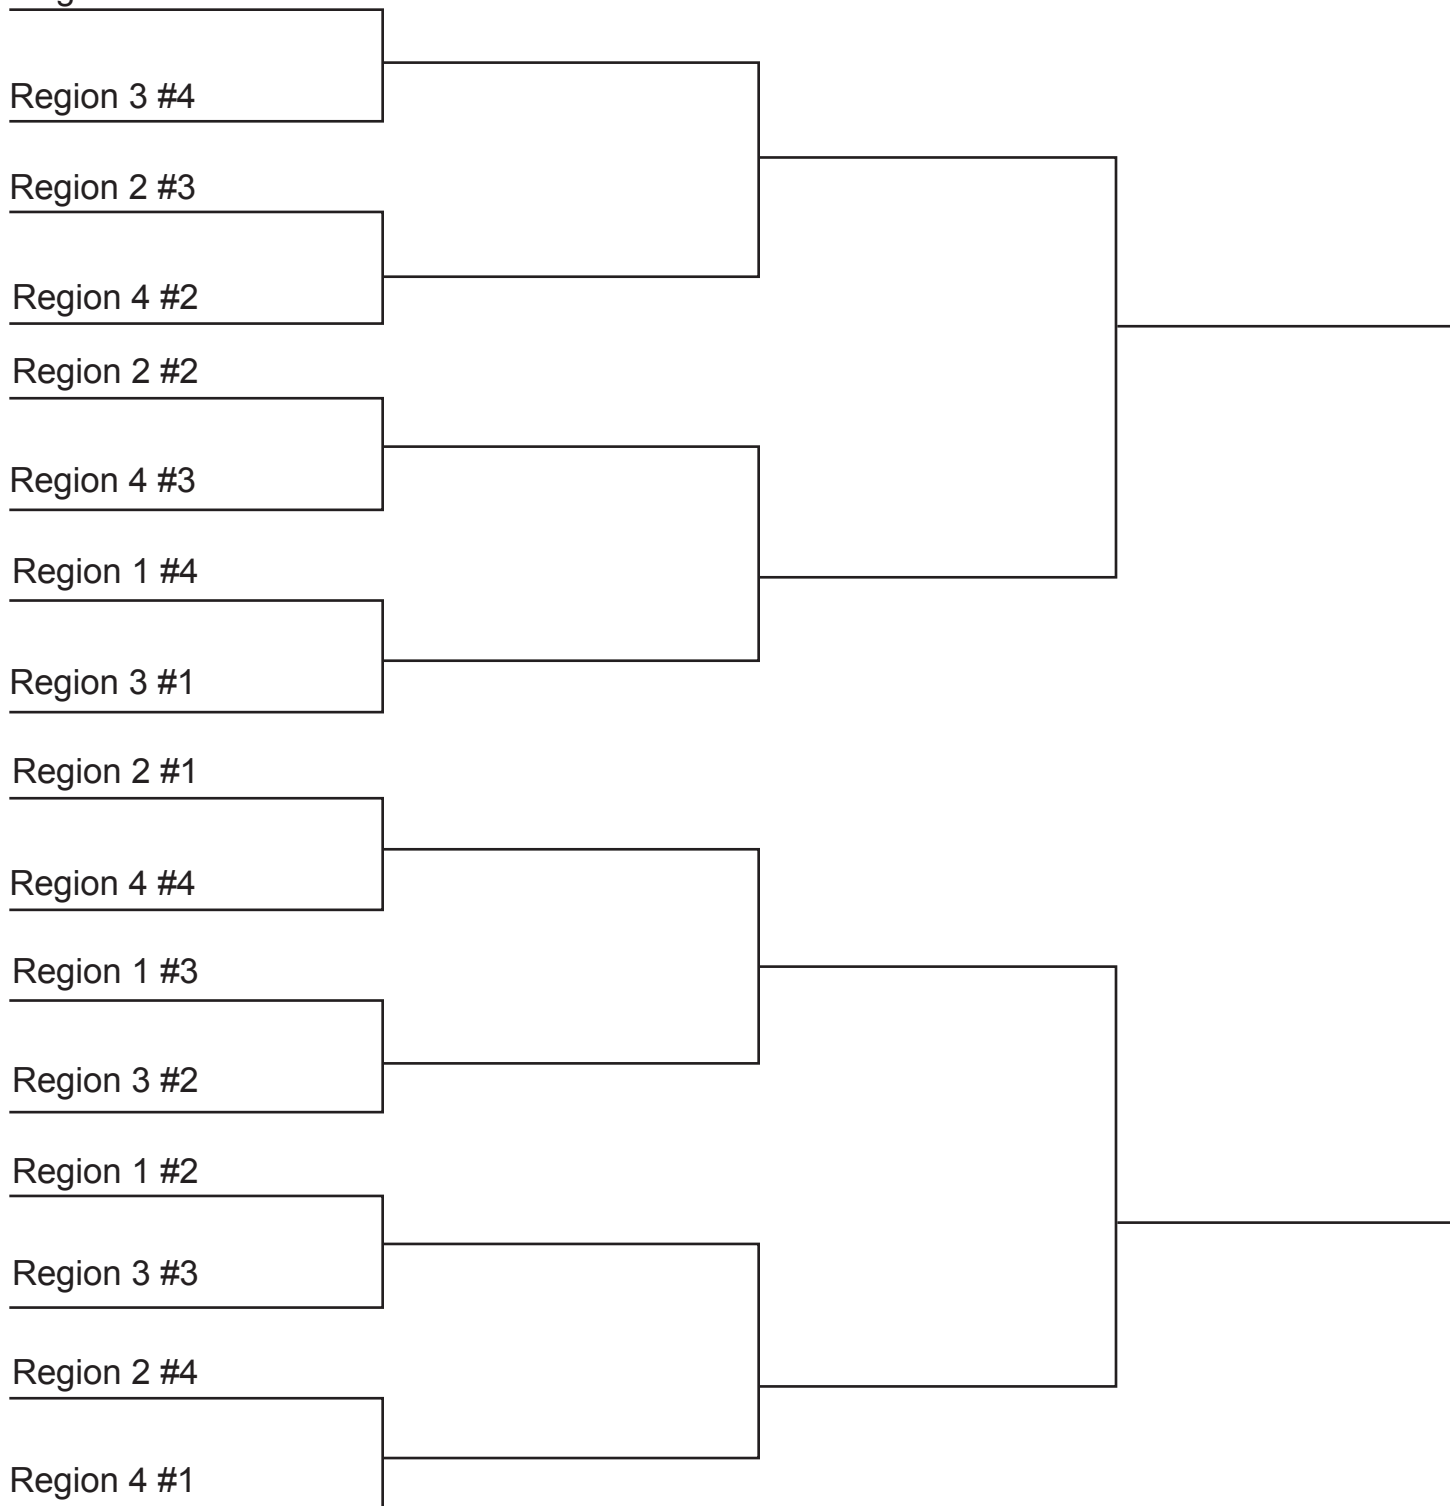 Region 3 #4
Region 2 #3
Region 4 #2
Region 2 #2
Region 4 #3
Region 1 #4
Region 3 #1
Region 2 #1
Region 4 #4
Region 1 #3
Region 3 #2
Region 1 #2
Region 3 #3
Region 2 #4
Region 4 #1